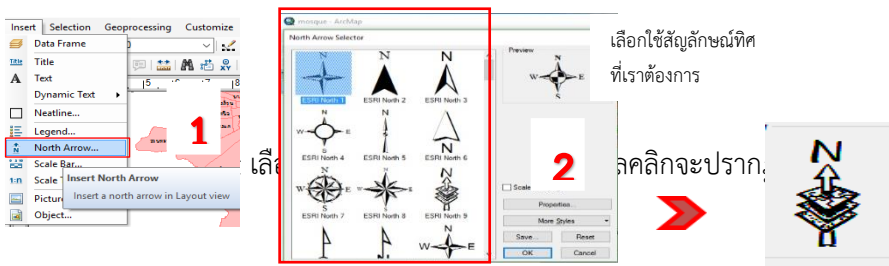 Insert Selection Geoprocessing Customize
Data Frame
Title
Text
Dynamic Text
Neatline...
Legend...
North Arrow...
Scale Bar...
Insert North Arrow
Insert a north arrow in Layout view
Object...
1
mosque - ArcMap
North Arrow Selector
ESRI North 1
ESRI North 2
ESRI North 3
ESRI North 4
ESRI North 5
ESRI North 6
ESRI North 7
ESRI North 8
ESRI North 9
Preview
N
W E
S
Scale
Properties...
More Styles
Save... Reset
OK Cancel
2
เลือกใช้สัญลักษณ์ทิศ
ที่เราต้องการ
N